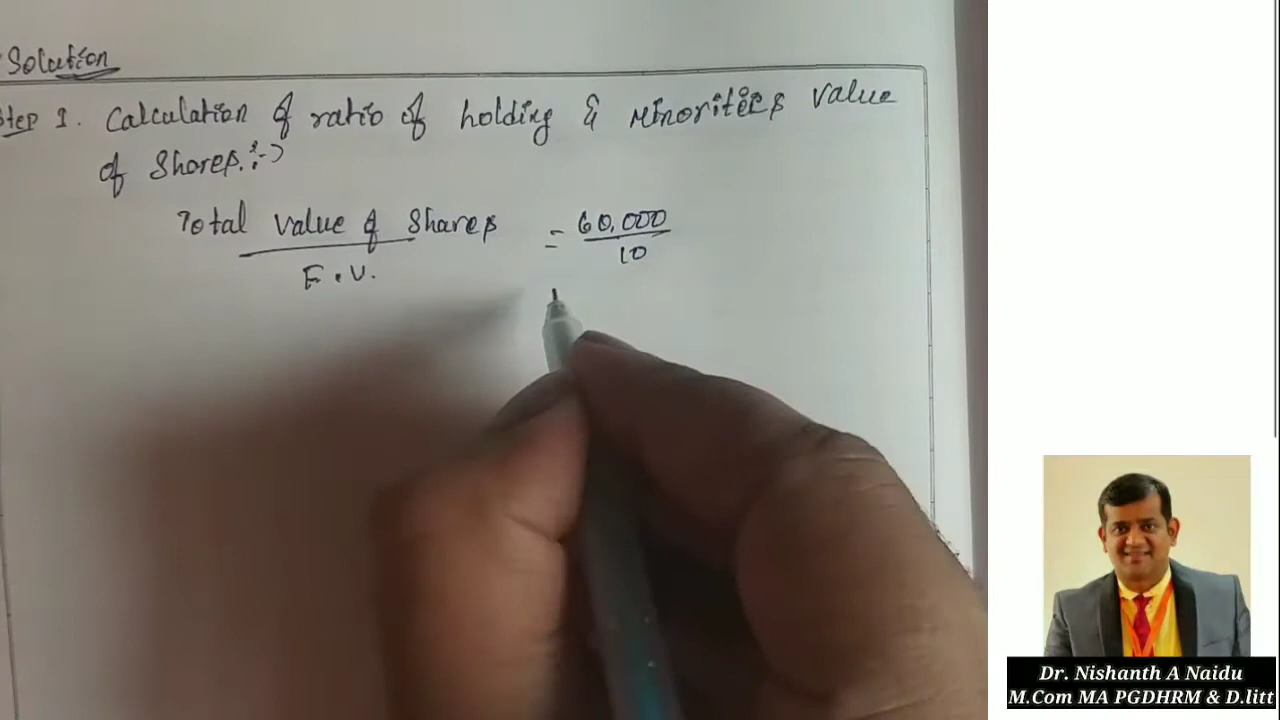 Solution
Step 1. Calculation of ratio of holding & Minorities value
of Shares :->
Total value of Shares = 60,000
F.V. 10
Dr. Nishanth A Naidu
M.Com MA PGDHRM & D.litt